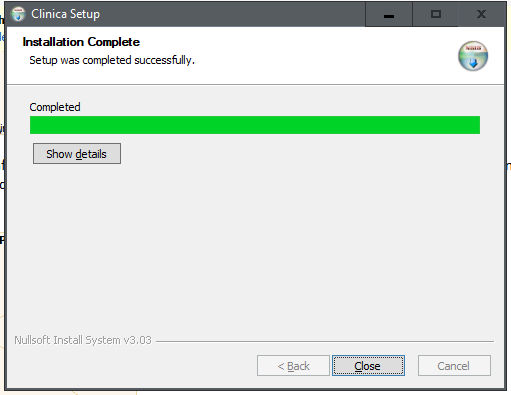 Clinica Setup
Installation Complete
Setup was completed successfully.
Completed
Show details
Nullsoft Install System v3.03
< Back
Close
Cancel